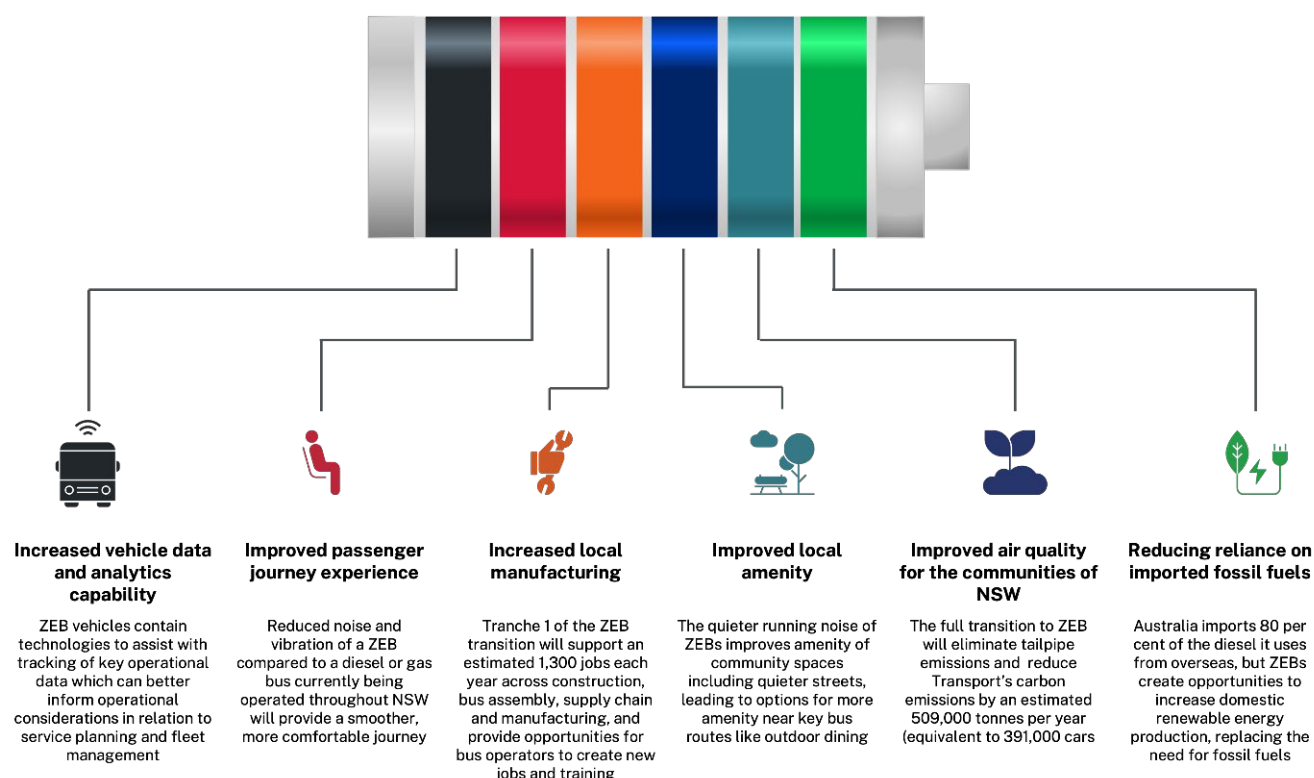 Increased vehicle data
and analytics
capability
ZEB vehicles contain
technologies to assist with
tracking of key operational
data which can better
inform operational
considerations in relation to
service planning and fleet
management
Improved passenger
journey experience
Reduced noise and
vibration of a ZEB
compared to a diesel or gas
bus currently being
operated throughout NSW
will provide a smoother,
more comfortable journey
Increased local
manufacturing
Tranche 1 of the ZEB
transition will support an
estimated 1,300 jobs each
year across construction,
bus assembly, supply chain
and manufacturing, and
provide opportunities for
bus operators to create new
jobs and training
Improved local
amenity
The quieter running noise of
ZEBs improves amenity of
community spaces
including quieter streets,
leading to options for more
amenity near key bus
routes like outdoor dining
Improved air quality
for the communities of
NSW
The full transition to ZEB
will eliminate tailpipe
emissions and reduce
Transport's carbon
emissions by an estimated
509,000 tonnes per year
(equivalent to 391,000 cars
Reducing reliance on
imported fossil fuels
Australia imports 80 per
cent of the diesel it uses
from overseas, but ZEBs
create opportunities to
increase domestic
renewable energy
production, replacing the
need for fossil fuels